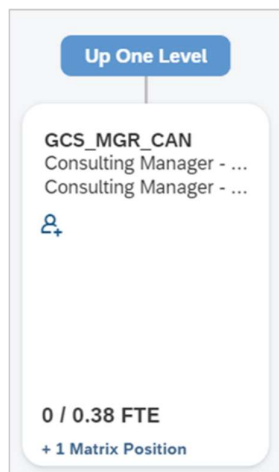 Up One Level
GCS_MGR_CAN
Consulting Manager - ...
Consulting Manager - ...
0 / 0.38 FTE
+ 1 Matrix Position